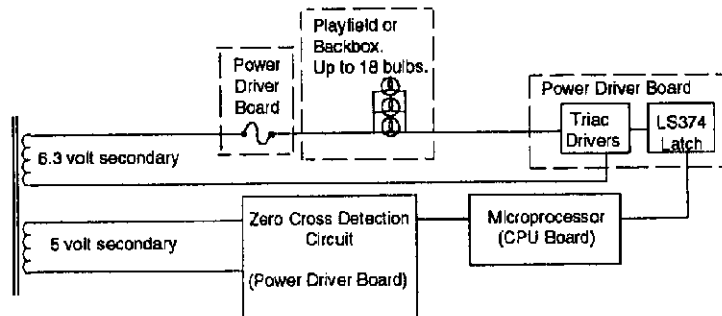 Playfield or
Backbox.
Up to 18 bulbs.
Power
Driver
Board
Power Driver Board
Triac
Drivers
LS374
Latch
6.3 volt secondary
5 volt secondary
Zero Cross Detection
Circuit
(Power Driver Board)
Microprocessor
(CPU Board)